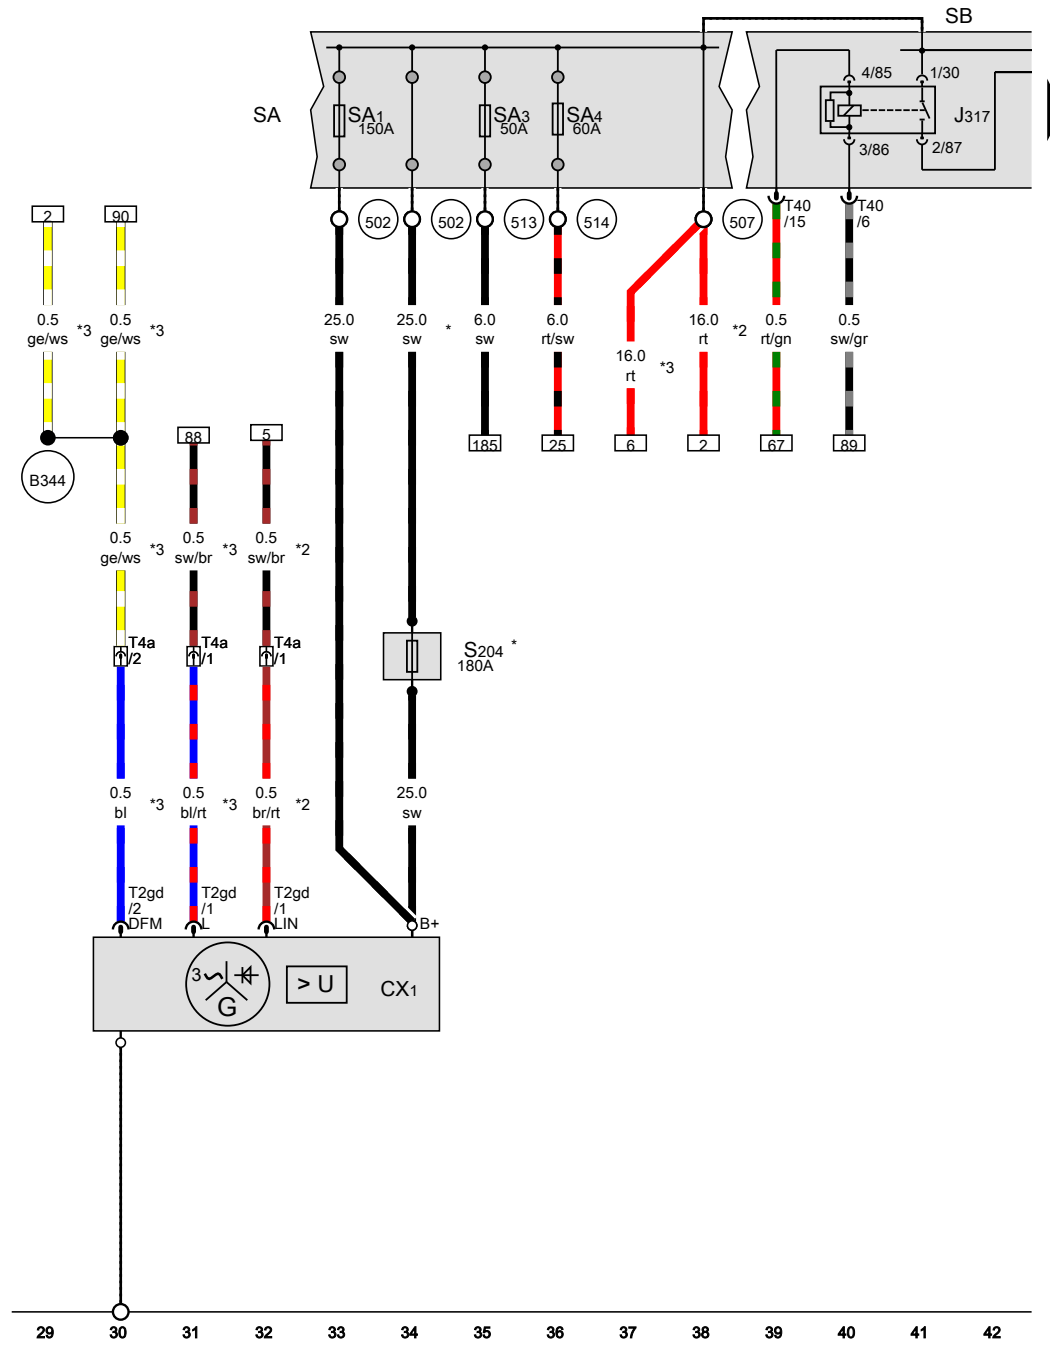 SB
4/85
1/30
SA
SA1
150A
SA3
50A
SA4
60A
J317
3/86
2/87
T40
/15
T40
/6
2
90
502
502
513
514
507
0.5
ge/ws
*3
0.5
ge/ws
*3
25.0
sw
25.0
sw
*
6.0
sw
6.0
rt/sw
16.0
rt
*3
16.0
rt
*2
0.5
rt/gn
0.5
sw/gr
88
5
185
25
6
2
67
89
B344
0.5
ge/ws
*3
0.5
sw/br
*3
0.5
sw/br
*2
T4a
/2
T4a
/1
T4a
/1
S204 *
180A
0.5
bl
*3
0.5
bl/rt
*3
0.5
br/rt
*2
25.0
sw
T2gd
/2
DFM
T2gd
/1
L
T2gd
/1
LIN
B+
3
G
> U
CX1
29 30 31 32 33 34 35 36 37 38 39 40 41 42